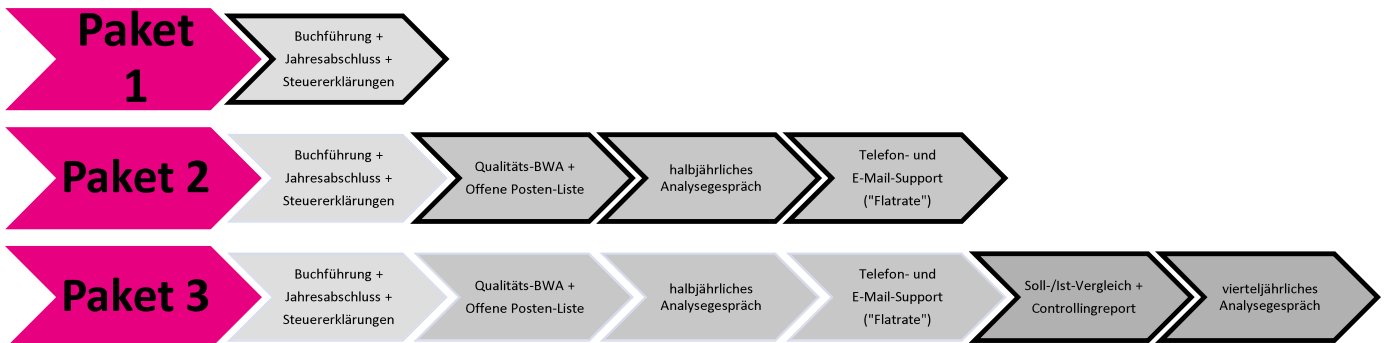 Paket
1
Buchführung +
Jahresabschluss +
Steuererklärungen
Paket 2
Buchführung +
Jahresabschluss +
Steuererklärungen
Qualitäts-BWA +
Offene Posten-Liste
halbjährliches
Analysegespräch
Telefon- und
E-Mail-Support
("Flatrate")
Paket 3
Buchführung +
Jahresabschluss +
Steuererklärungen
Qualitäts-BWA +
Offene Posten-Liste
halbjährliches
Analysegespräch
Telefon- und
E-Mail-Support
("Flatrate")
Soll-/Ist-Vergleich +
Controllingreport
vierteljährliches
Analysegespräch